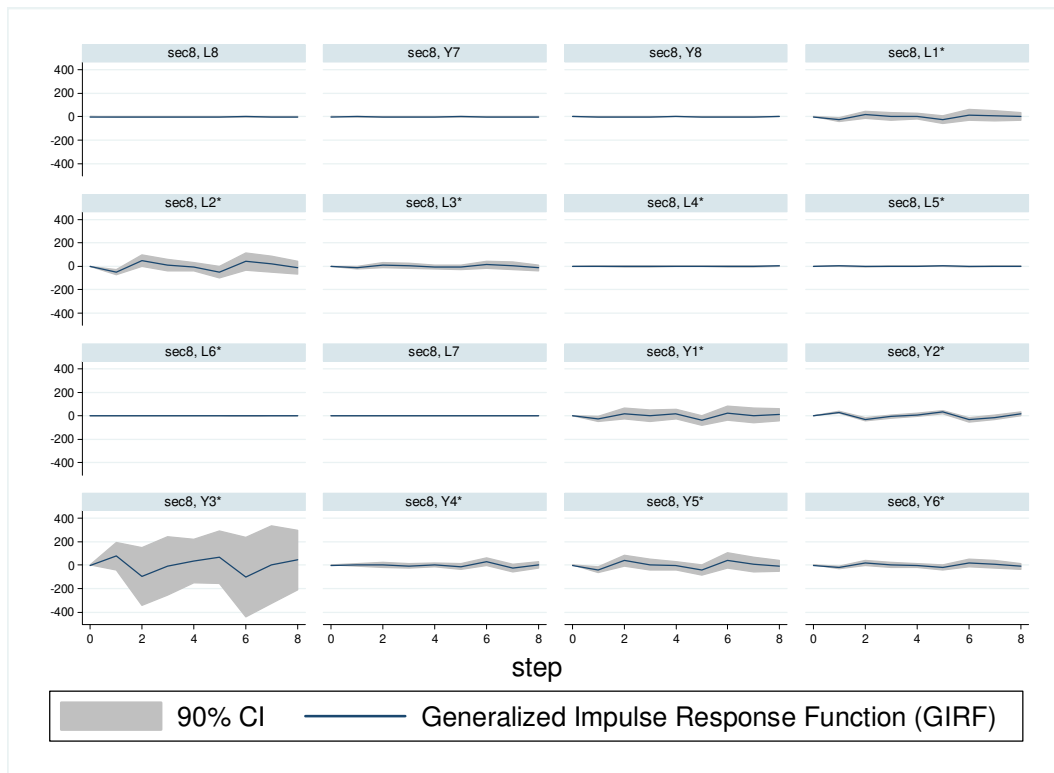 sec8, L8 sec8, Y7 sec8, Y8 sec8, L1*
400
200
0
-200
-400
sec8, L2* sec8, L3* sec8, L4* sec8, L5*
400
200
0
-200
-400
sec8, L6* sec8, L7 sec8, Y1* sec8, Y2*
400
200
0
-200
-400
sec8, Y3* sec8, Y4* sec8, Y5* sec8, Y6*
400
200
0
-200
-400
0 2 4 6 8 0 2 4 6 8 0 2 4 6 8 0 2 4 6 8
step
90% CI Generalized Impulse Response Function (GIRF)